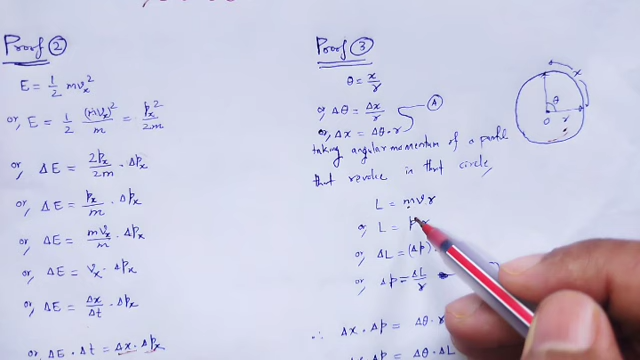 Proof ②
E = 1/2 mvₓ²
or, E = 1/2 (mvₓ)²/m = pₓ²/2m
or, ΔE = 2pₓ/2m · Δpₓ
or, ΔE = pₓ/m · Δpₓ
or, ΔE = mvₓ/m · Δpₓ
or, ΔE = vₓ · Δpₓ
or, ΔE = Δx/Δt · Δpₓ
or, ΔE · Δt = Δx · Δpₓ
Proof ③
θ = x/r
or, Δθ = Δx/r
or, Δx = Δθ · r Ⓐ
x
θ
O r
taking angular momentum of a
that revolve in that circle,
L = mvr
or, L = pr
or, ΔL = (Δp) ·
or, Δp = ΔL/r
∴ Δx · Δp = Δθ · r
= Δθ · ΔL